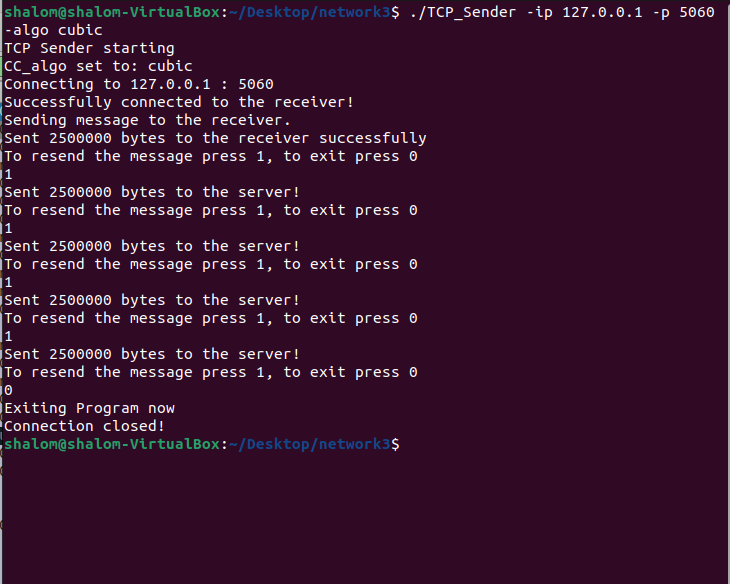 shalom@shalom-VirtualBox:~/Desktop/network3$ ./TCP_Sender -ip 127.0.0.1 -p 5060
-algo cubic
TCP Sender starting
CC_algo set to: cubic
Connecting to 127.0.0.1 : 5060
Successfully connected to the receiver!
Sending message to the receiver.
Sent 2500000 bytes to the receiver successfully
To resend the message press 1, to exit press 0
1
Sent 2500000 bytes to the server!
To resend the message press 1, to exit press 0
1
Sent 2500000 bytes to the server!
To resend the message press 1, to exit press 0
1
Sent 2500000 bytes to the server!
To resend the message press 1, to exit press 0
1
Sent 2500000 bytes to the server!
To resend the message press 1, to exit press 0
0
Exiting Program now
Connection closed!
shalom@shalom-VirtualBox:~/Desktop/network3$